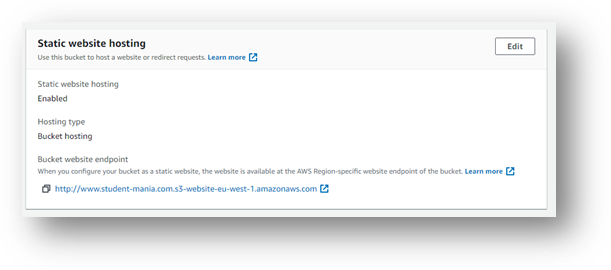 Static website hosting
Edit
Use this bucket to host a website or redirect requests. Learn more
Static website hosting
Enabled
Hosting type
Bucket hosting
Bucket website endpoint
When you configure your bucket as a static website, the website is available at the AWS Region-specific website endpoint of the bucket. Learn more
http://www.student-mania.com.s3-website-eu-west-1.amazonaws.com